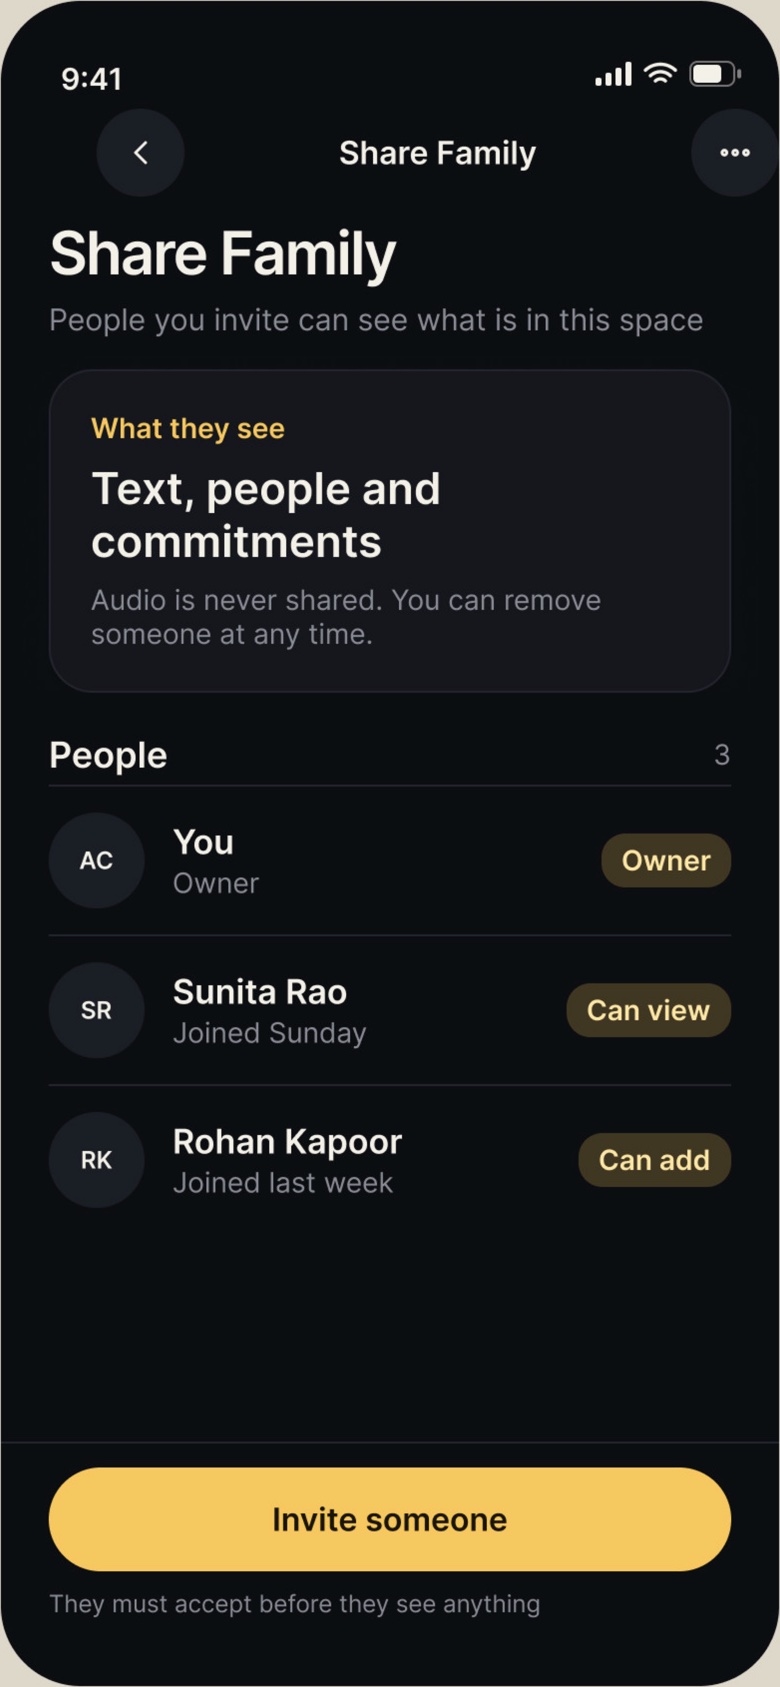 9:41
Share Family
Share Family
People you invite can see what is in this space
What they see
Text, people and
commitments
Audio is never shared. You can remove
someone at any time.
People
3
AC
You
Owner
Owner
SR
Sunita Rao
Joined Sunday
Can view
RK
Rohan Kapoor
Joined last week
Can add
Invite someone
They must accept before they see anything